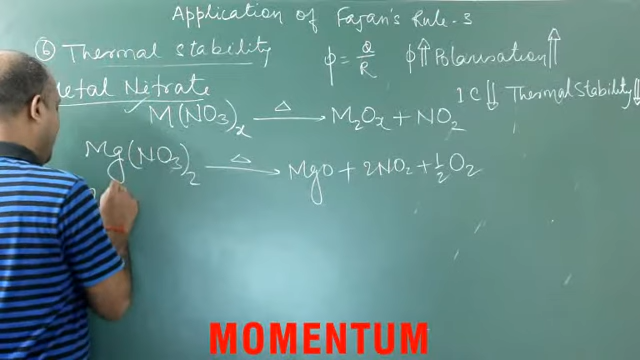 Application of Fajan's Rule-3
⑥ Thermal Stability
ϕ = Q/R
ϕ↑ Polarisation↑
etal Nitrate
IC↓ Thermal Stability↓
M(NO₃)ₓ —Δ→ M₂Oₓ + NO₂
Mg(NO₃)₂ —Δ→ MgO + 2NO₂ + ½O₂
MOMENTUM